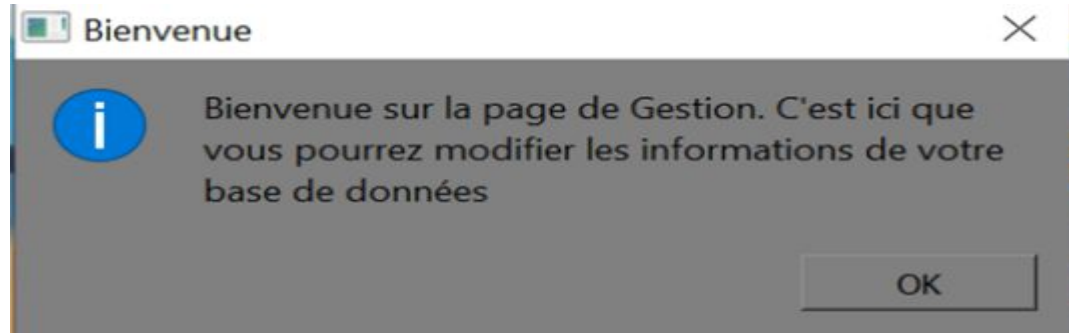 Bienvenue
Bienvenue sur la page de Gestion. C'est ici que
vous pourrez modifier les informations de votre
base de données
OK